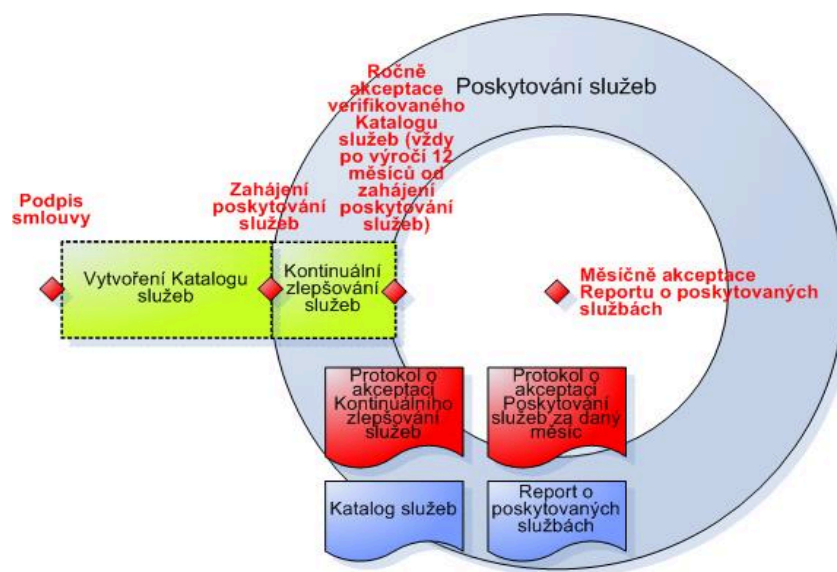 Ročně
akceptace
verifikovaného
Katalogu
služeb (vždy
po výročí 12
měsíců od
zahájení
poskytování
služeb)
Poskytování služeb
Podpis
smlouvy
Zahájení
poskytování
služeb
Vytvoření Katalogu
služeb
Kontinuální
zlepšování
služeb
Měsíčně akceptace
Reportu o poskytovaných
službách
Protokol o
akceptaci
Kontinuálního
zlepšování
služeb
Protokol o
akceptaci
Poskytování
služeb za daný
měsíc
Katalog služeb
Report o
poskytovaných
službách